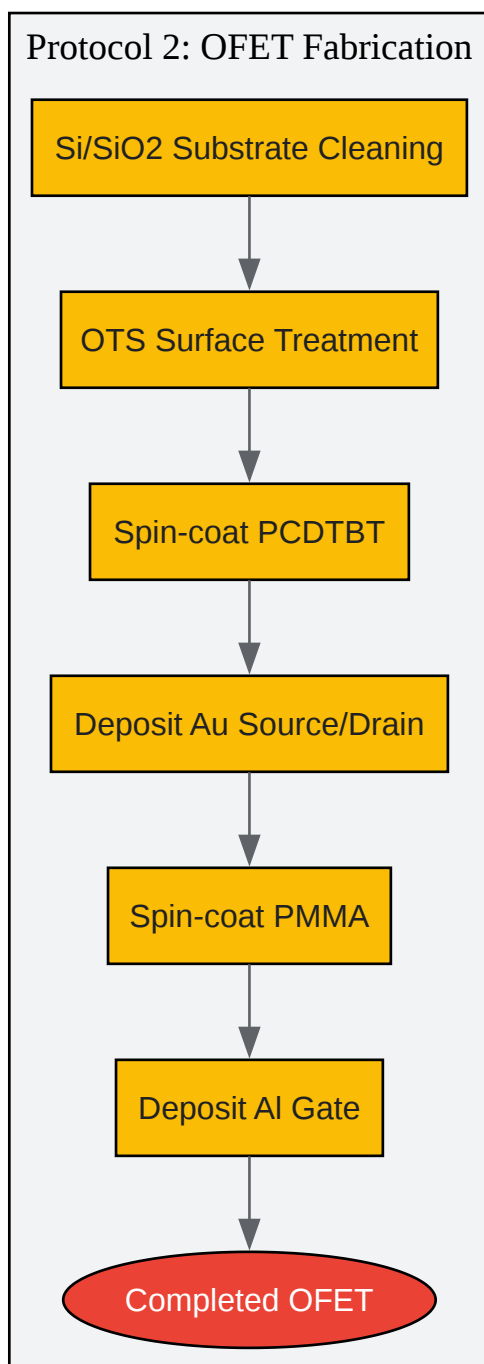 Protocol 2: OFET Fabrication
Si/SiO2 Substrate Cleaning
OTS Surface Treatment
Spin-coat PCDTBT
Deposit Au Source/Drain
Spin-coat PMMA
Deposit Al Gate
Completed OFET